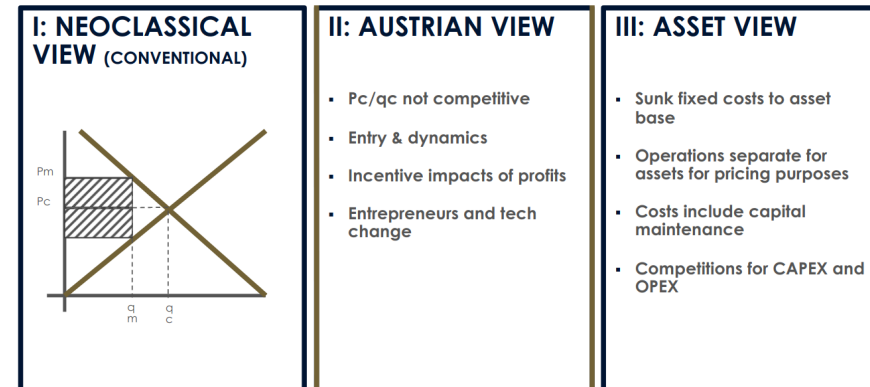 I: NEOCLASSICAL
VIEW (CONVENTIONAL)
Pm
Pc
q
m
q
c
II: AUSTRIAN VIEW
▪ Pc/qc not competitive
▪ Entry & dynamics
▪ Incentive impacts of profits
▪ Entrepreneurs and tech
change
III: ASSET VIEW
▪ Sunk fixed costs to asset
base
▪ Operations separate for
assets for pricing purposes
▪ Costs include capital
maintenance
▪ Competitions for CAPEX and
OPEX